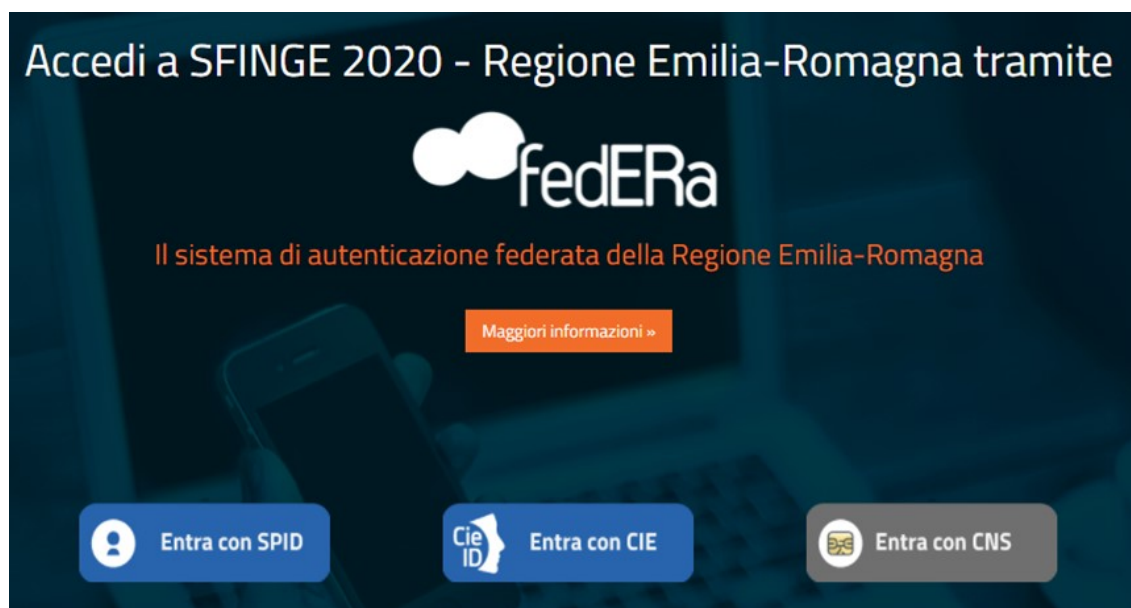 Accedi a SFINGE 2020 - Regione Emilia-Romagna tramite
fedERa
Il sistema di autenticazione federata della Regione Emilia-Romagna
Maggiori informazioni »
Entra con SPID
Cie
ID
Entra con CIE
Entra con CNS